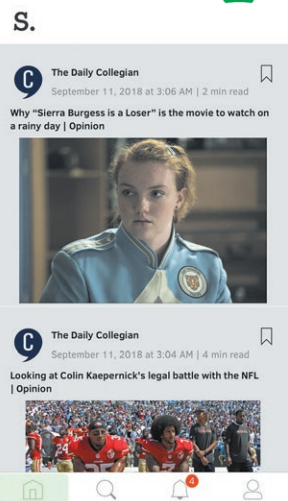 S.
C
The Daily Collegian
September 11, 2018 at 3:06 AM | 2 min read
Why “Sierra Burgess is a Loser” is the movie to watch on
a rainy day | Opinion
C
The Daily Collegian
September 11, 2018 at 3:04 AM | 4 min read
Looking at Colin Kaepernick's legal battle with the NFL
| Opinion
4